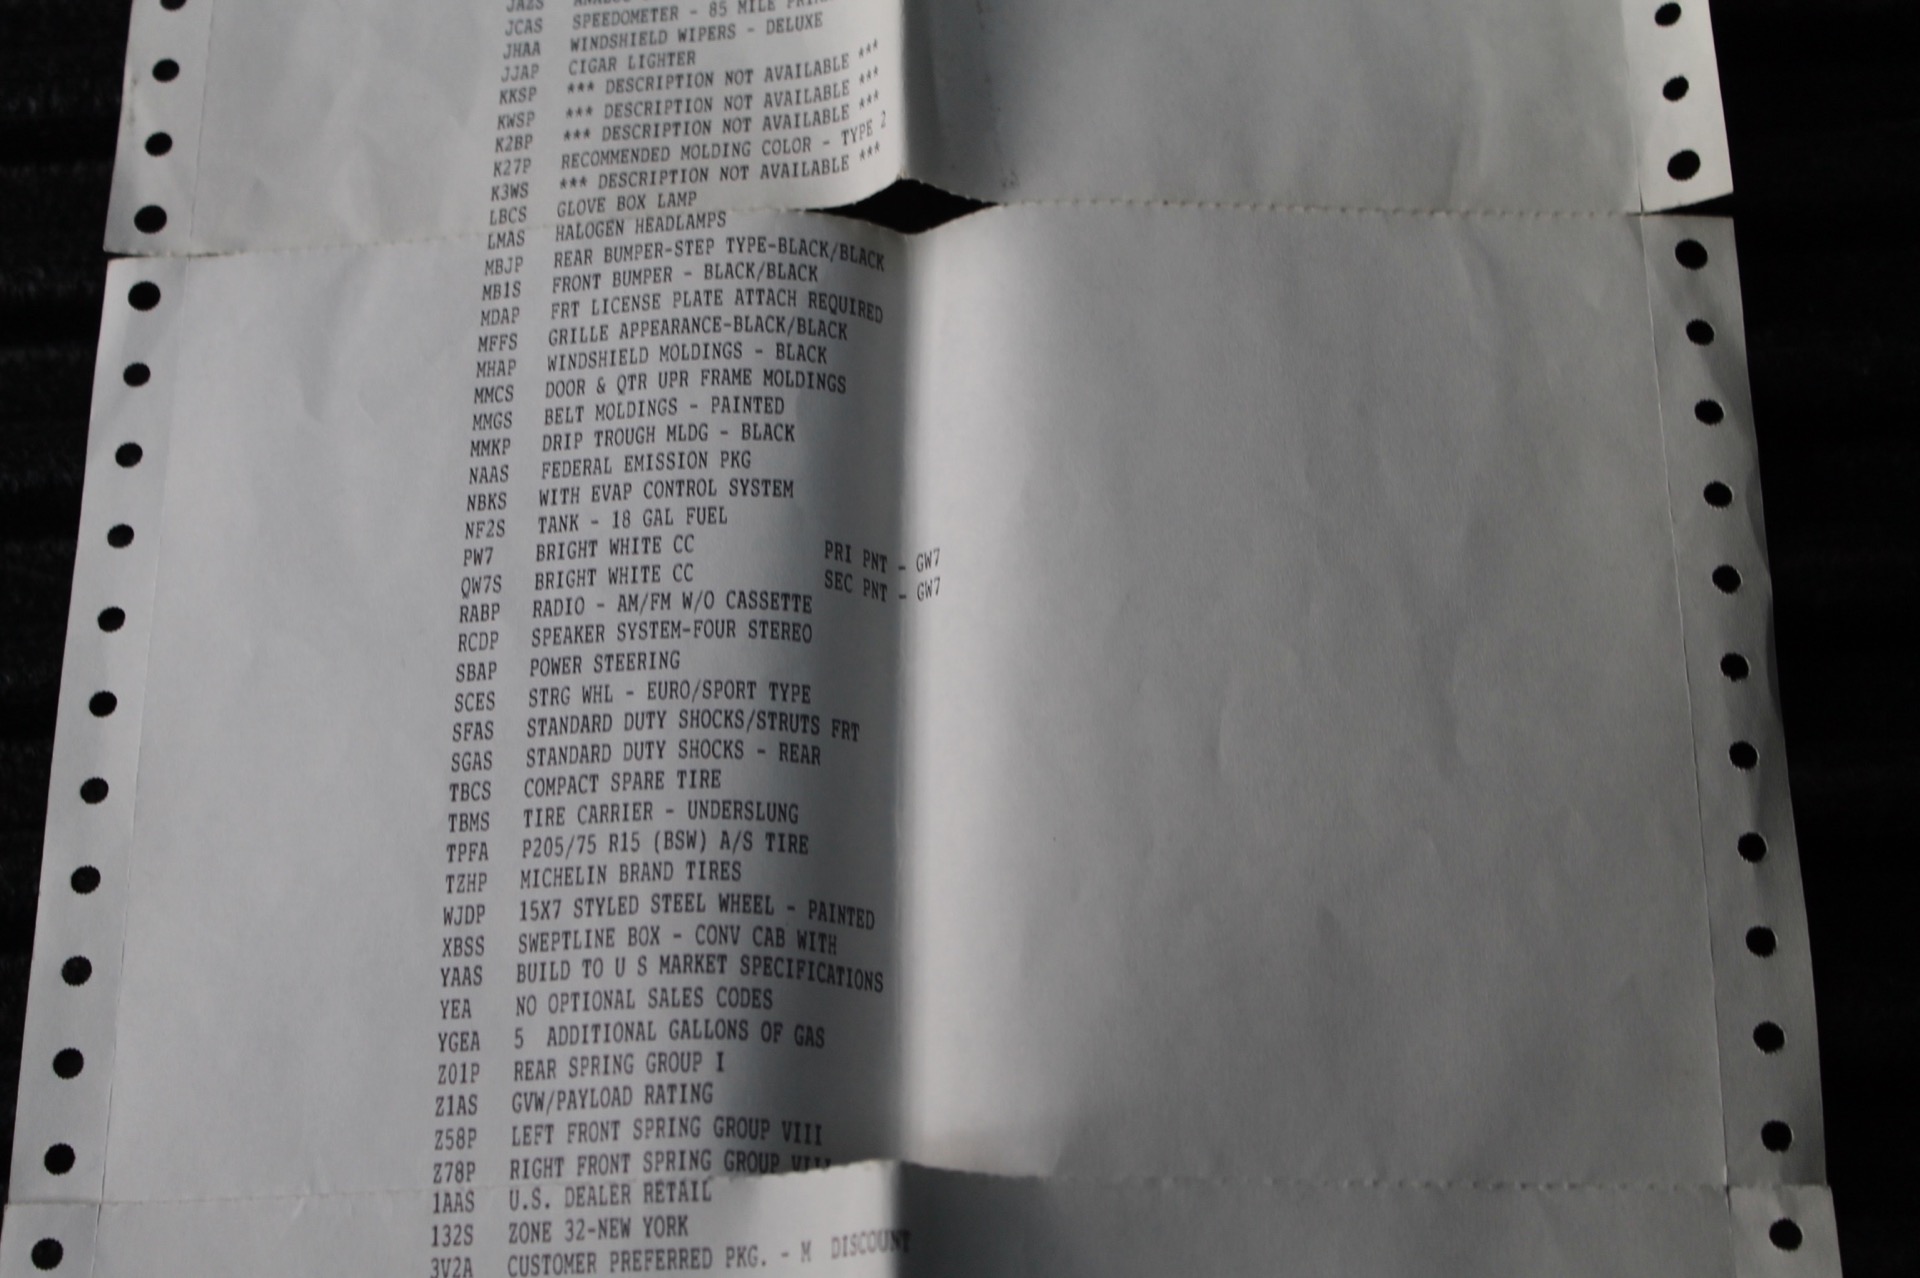 JCAS SPEEDOMETER - 85 MILE
JHAA WINDSHIELD WIPERS - DELUXE
JJAP CIGAR LIGHTER
KKSP *** DESCRIPTION NOT AVAILABLE ***
KWSP *** DESCRIPTION NOT AVAILABLE ***
K2BP *** DESCRIPTION NOT AVAILABLE ***
K27P RECOMMENDED MOLDING COLOR - TYPE 2
K3WS *** DESCRIPTION NOT AVAILABLE ***
LBCS GLOVE BOX LAMP
LMAS HALOGEN HEADLAMPS
MBJP REAR BUMPER-STEP TYPE-BLACK/BLACK
MB1S FRONT BUMPER - BLACK/BLACK
MDAP FRT LICENSE PLATE ATTACH REQUIRED
MFFS GRILLE APPEARANCE-BLACK/BLACK
MHAP WINDSHIELD MOLDINGS - BLACK
MMCS DOOR & QTR UPR FRAME MOLDINGS
MMGS BELT MOLDINGS - PAINTED
MMKP DRIP TROUGH MLDG - BLACK
NAAS FEDERAL EMISSION PKG
NBKS WITH EVAP CONTROL SYSTEM
NF2S TANK - 18 GAL FUEL
PW7 BRIGHT WHITE CC PRI PNT - GW7
QW7S BRIGHT WHITE CC SEC PNT - GW7
RABP RADIO - AM/FM W/O CASSETTE
RCDP SPEAKER SYSTEM-FOUR STEREO
SBAP POWER STEERING
SCES STRG WHL - EURO/SPORT TYPE
SFAS STANDARD DUTY SHOCKS/STRUTS FRT
SGAS STANDARD DUTY SHOCKS - REAR
TBCS COMPACT SPARE TIRE
TBMS TIRE CARRIER - UNDERSLUNG
TPFA P205/75 R15 (BSW) A/S TIRE
TZHP MICHELIN BRAND TIRES
WJDP 15X7 STYLED STEEL WHEEL - PAINTED
XBSS SWEPTLINE BOX - CONV CAB WITH
YAAS BUILD TO U S MARKET SPECIFICATIONS
YEA NO OPTIONAL SALES CODES
YGEA 5 ADDITIONAL GALLONS OF GAS
Z01P REAR SPRING GROUP I
Z1AS GVW/PAYLOAD RATING
Z58P LEFT FRONT SPRING GROUP VIII
Z78P RIGHT FRONT SPRING GROUP VIII
1AAS U.S. DEALER RETAIL
132S ZONE 32-NEW YORK
3V2A CUSTOMER PREFERRED PKG. - M DISCOUNT